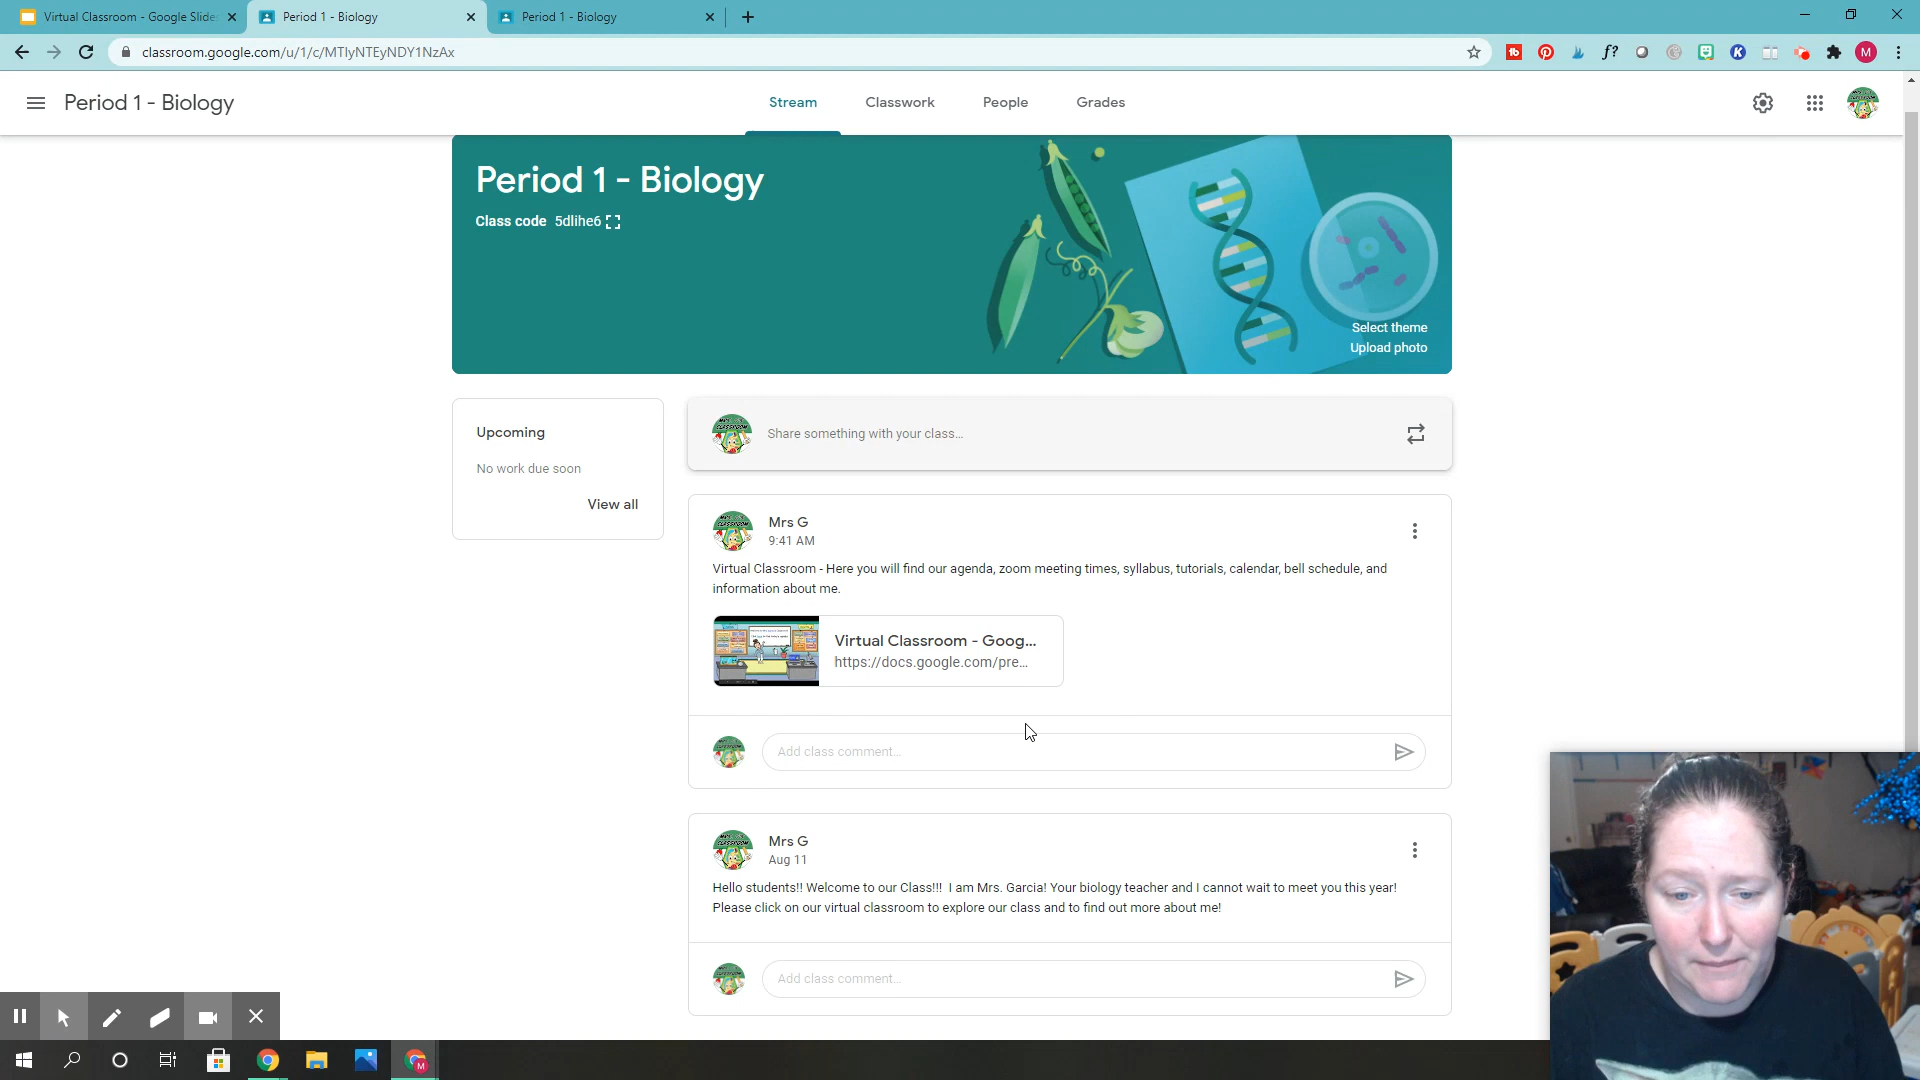 Virtual Classroom - Google Slide
Period 1 - Biology
Period 1 - Biology
classroom.google.com/u/1/c/MTIyNTEyNDY1NzAx
Period 1 - Biology
Stream
Classwork
People
Grades
Period 1 - Biology
Class code 5dlihe6
Select theme
Upload photo
Upcoming
No work due soon
View all
Share something with your class...
Mrs G
9:41 AM
Virtual Classroom - Here you will find our agenda, zoom meeting times, syllabus, tutorials, calendar, bell schedule, and
information about me.
Virtual Classroom - Goog...
https://docs.google.com/pre...
Add class comment...
Mrs G
Aug 11
Hello students!! Welcome to our Class!!! I am Mrs. Garcia! Your biology teacher and I cannot wait to meet you this year!
Please click on our virtual classroom to explore our class and to find out more about me!
Add class comment...